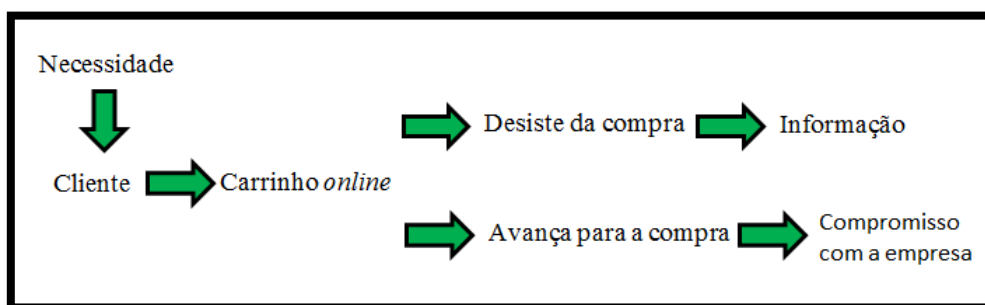 Necessidade
Desiste da compra
Informação
Cliente
Carrinho online
Avança para a compra
Compromisso
com a empresa